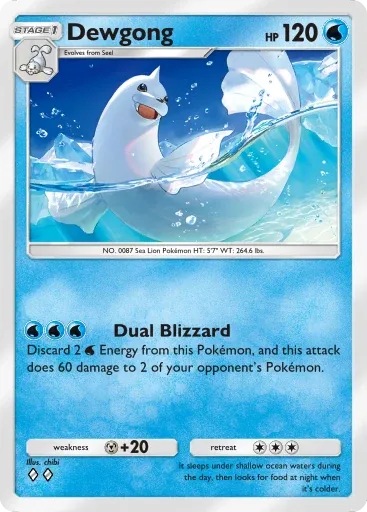 STAGE 1 Dewgong HP 120
Evolves from Seel
NO. 0087 Sea Lion Pokémon HT: 5'7" WT: 264.6 lbs.
Dual Blizzard
Discard 2 Energy from this Pokémon, and this attack
does 60 damage to 2 of your opponent's Pokémon.
weakness +20 retreat
Illus. chibi
It sleeps under shallow ocean waters during
the day, then looks for food at night when
it's colder.